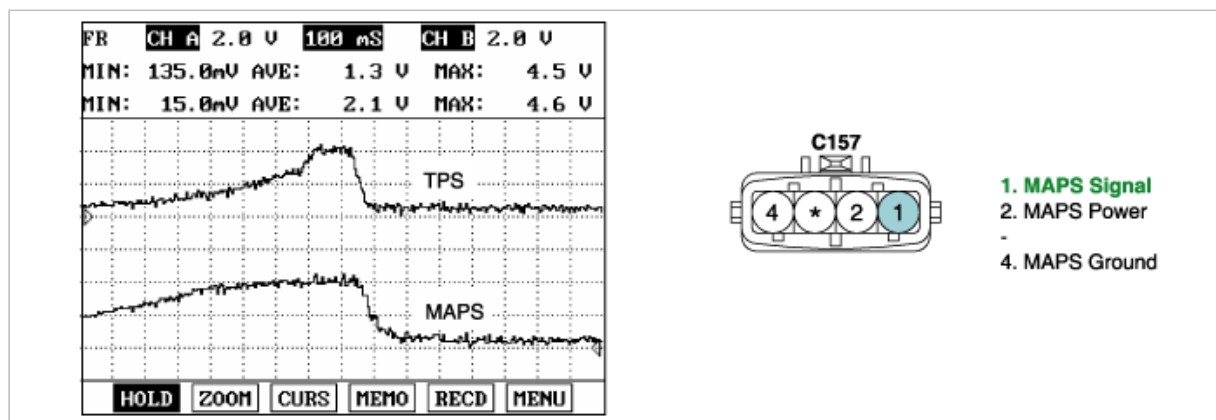 FR CH A 2.0 V 100 mS CH B 2.0 V
MIN: 135.0mV AVE: 1.3 V MAX: 4.5 V
MIN: 15.0mV AVE: 2.1 V MAX: 4.6 V
TPS
MAPS
HOLD ZOOM CURS MEMO RECD MENU
C157
4 * 2 1
1. MAPS Signal
2. MAPS Power
-
4. MAPS Ground